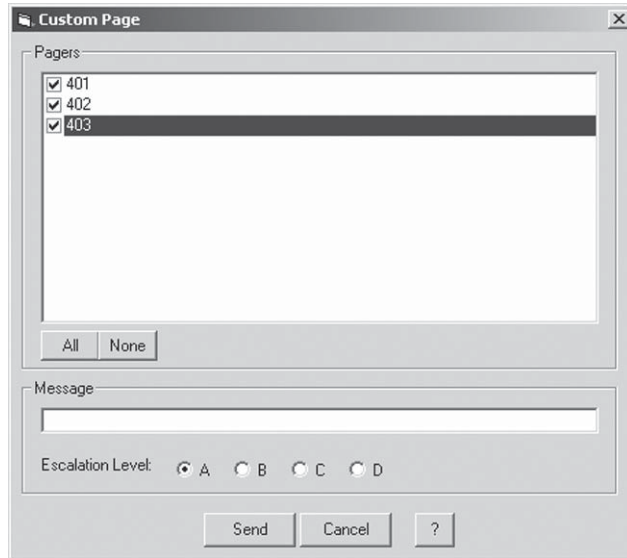 Custom Page
Pagers
401
402
403
All None
Message
Escalation Level: A B C D
Send Cancel ?